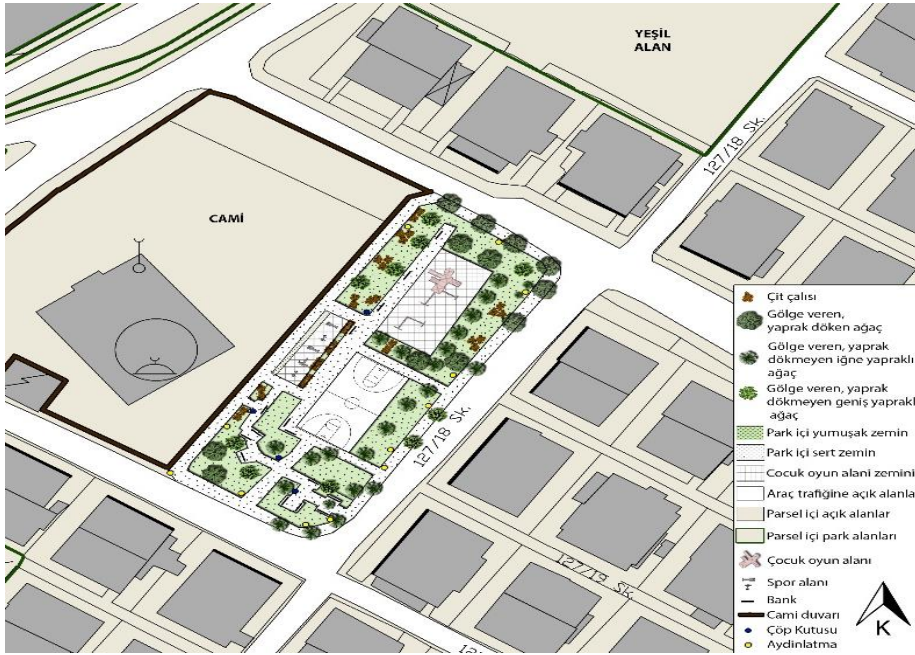 YEŞİL
ALAN
127/18 Sk.
CAMİ
127/18 Sk.
127/19 Sk.
Çit çalısı
Gölge veren,
yaprak döken ağaç
Gölge veren, yaprak
dökmeyen iğne yapraklı
ağaç
Gölge veren, yaprak
dökmeyen geniş yapraklı
ağaç
Park içi yumuşak zemin
Park içi sert zemin
Çocuk oyun alani zemini
Araç trafiğine açık alanla
Parsel içi açık alanlar
Parsel içi park alanları
Çocuk oyun alanı
Spor alanı
Bank
Cami duvarı
Çöp Kutusu
Aydinlatma
K